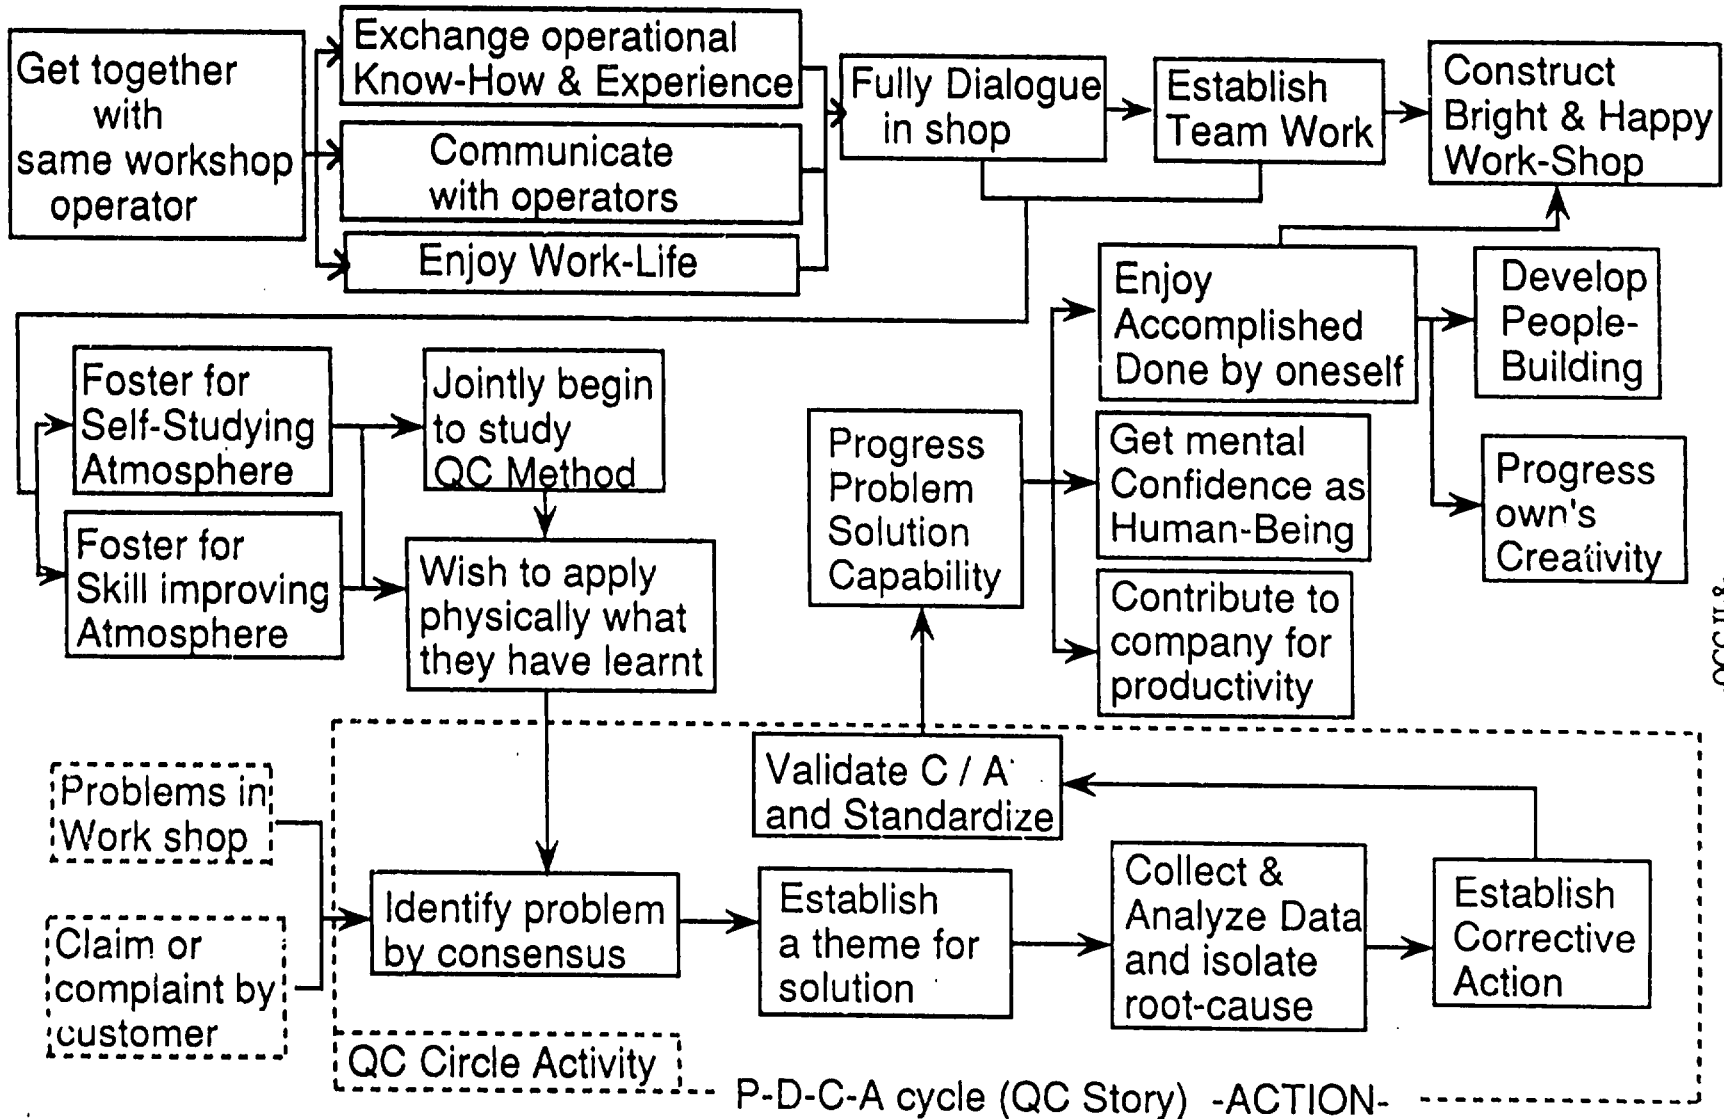 Get together
with
same workshop
operator
Exchange operational
Know-How & Experience
Communicate
with operators
Enjoy Work-Life
Fully Dialogue
in shop
Establish
Team Work
Construct
Bright & Happy
Work-Shop
Foster for
Self-Studying
Atmosphere
Foster for
Skill improving
Atmosphere
Jointly begin
to study
QC Method
Wish to apply
physically what
they have learnt
Progress
Problem
Solution
Capability
Enjoy
Accomplished
Done by oneself
Get mental
Confidence as
Human-Being
Contribute to
company for
productivity
Develop
People-
Building
Progress
own's
Creativity
Problems in
Work shop
Claim or
complaint by
customer
Identify problem
by consensus
Establish
a theme for
solution
Collect &
Analyze Data
and isolate
root-cause
Establish
Corrective
Action
Validate C / A
and Standardize
QC Circle Activity
P-D-C-A cycle (QC Story) -ACTION-